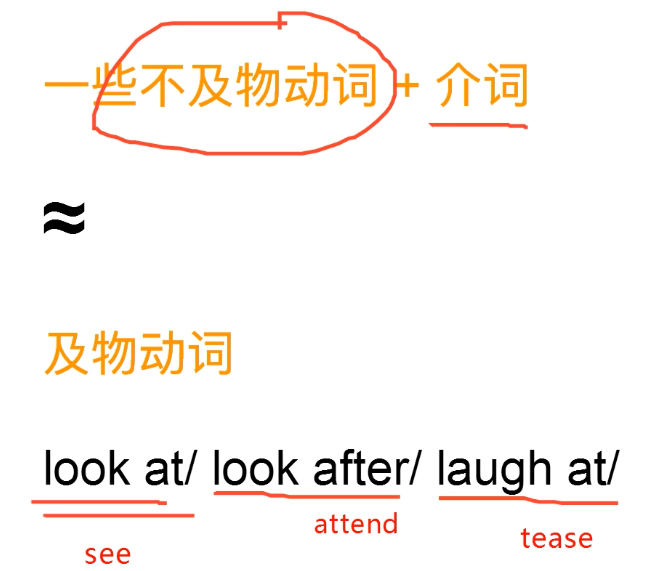 一些不及物动词 + 介词
≈
及物动词
look at/ look after/ laugh at/
see attend tease